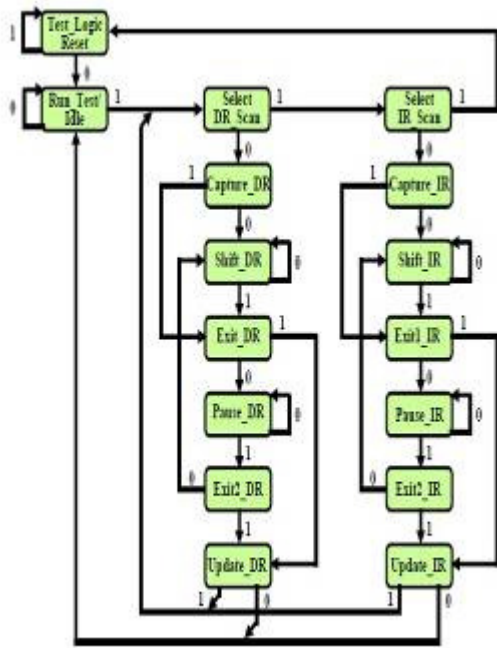 Test_Logic
Reset
1
0
Run_Test/
Idle
0
1
Select
DR_Scan
1
Select
IR_Scan
1
0
0
1
Capture_DR
1
Capture_IR
0
0
Shift_DR
0
Shift_IR
0
1
1
Exit_DR
1
Exit1_IR
1
0
0
Pause_DR
0
Pause_IR
0
1
1
0
Exit2_DR
0
Exit2_IR
1
1
Update_DR
Update_IR
1
0
1
0